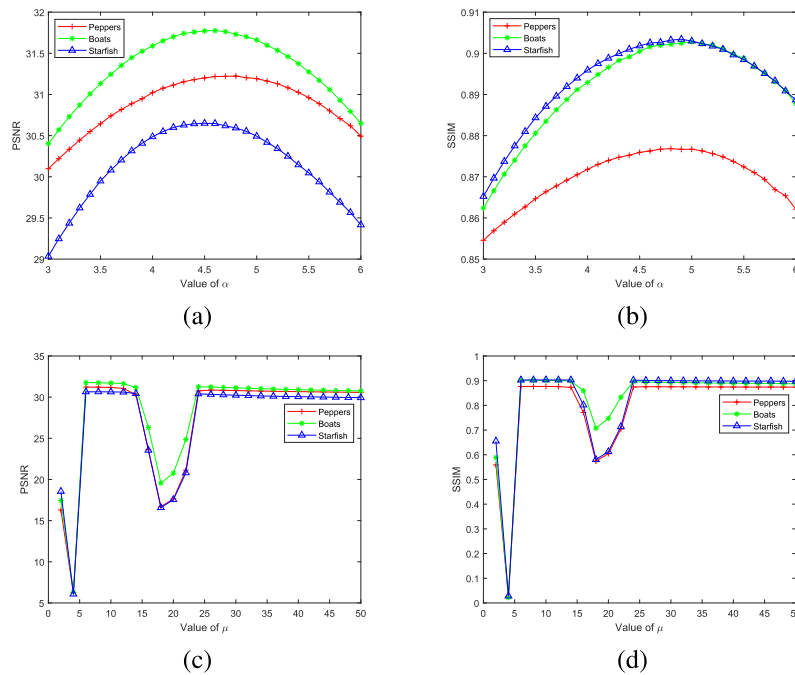 32
31.5
31
30.5
30
29.5
29
PSNR
Peppers
Boats
Starfish
3
3.5
4
4.5
5
5.5
6
Value of α
(a)
0.91
0.9
0.89
0.88
0.87
0.86
0.85
SSIM
Peppers
Boats
Starfish
3
3.5
4
4.5
5
5.5
6
Value of α
(b)
35
30
25
20
15
10
5
PSNR
Peppers
Boats
Starfish
0
5
10
15
20
25
30
35
40
45
50
Value of μ
(c)
1
0.9
0.8
0.7
0.6
0.5
0.4
0.3
0.2
0.1
0
SSIM
Peppers
Boats
Starfish
0
5
10
15
20
25
30
35
40
45
Value of μ
(d)